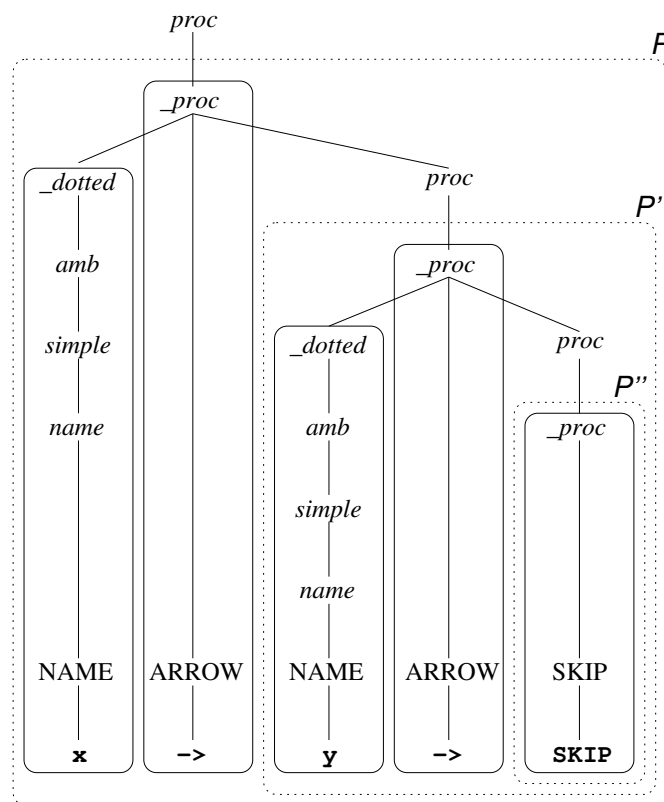 proc
P
_proc
_dotted proc
P'
amb _proc
simple _dotted proc
P''
name amb _proc
simple
name
NAME ARROW NAME ARROW SKIP
x -> y -> SKIP